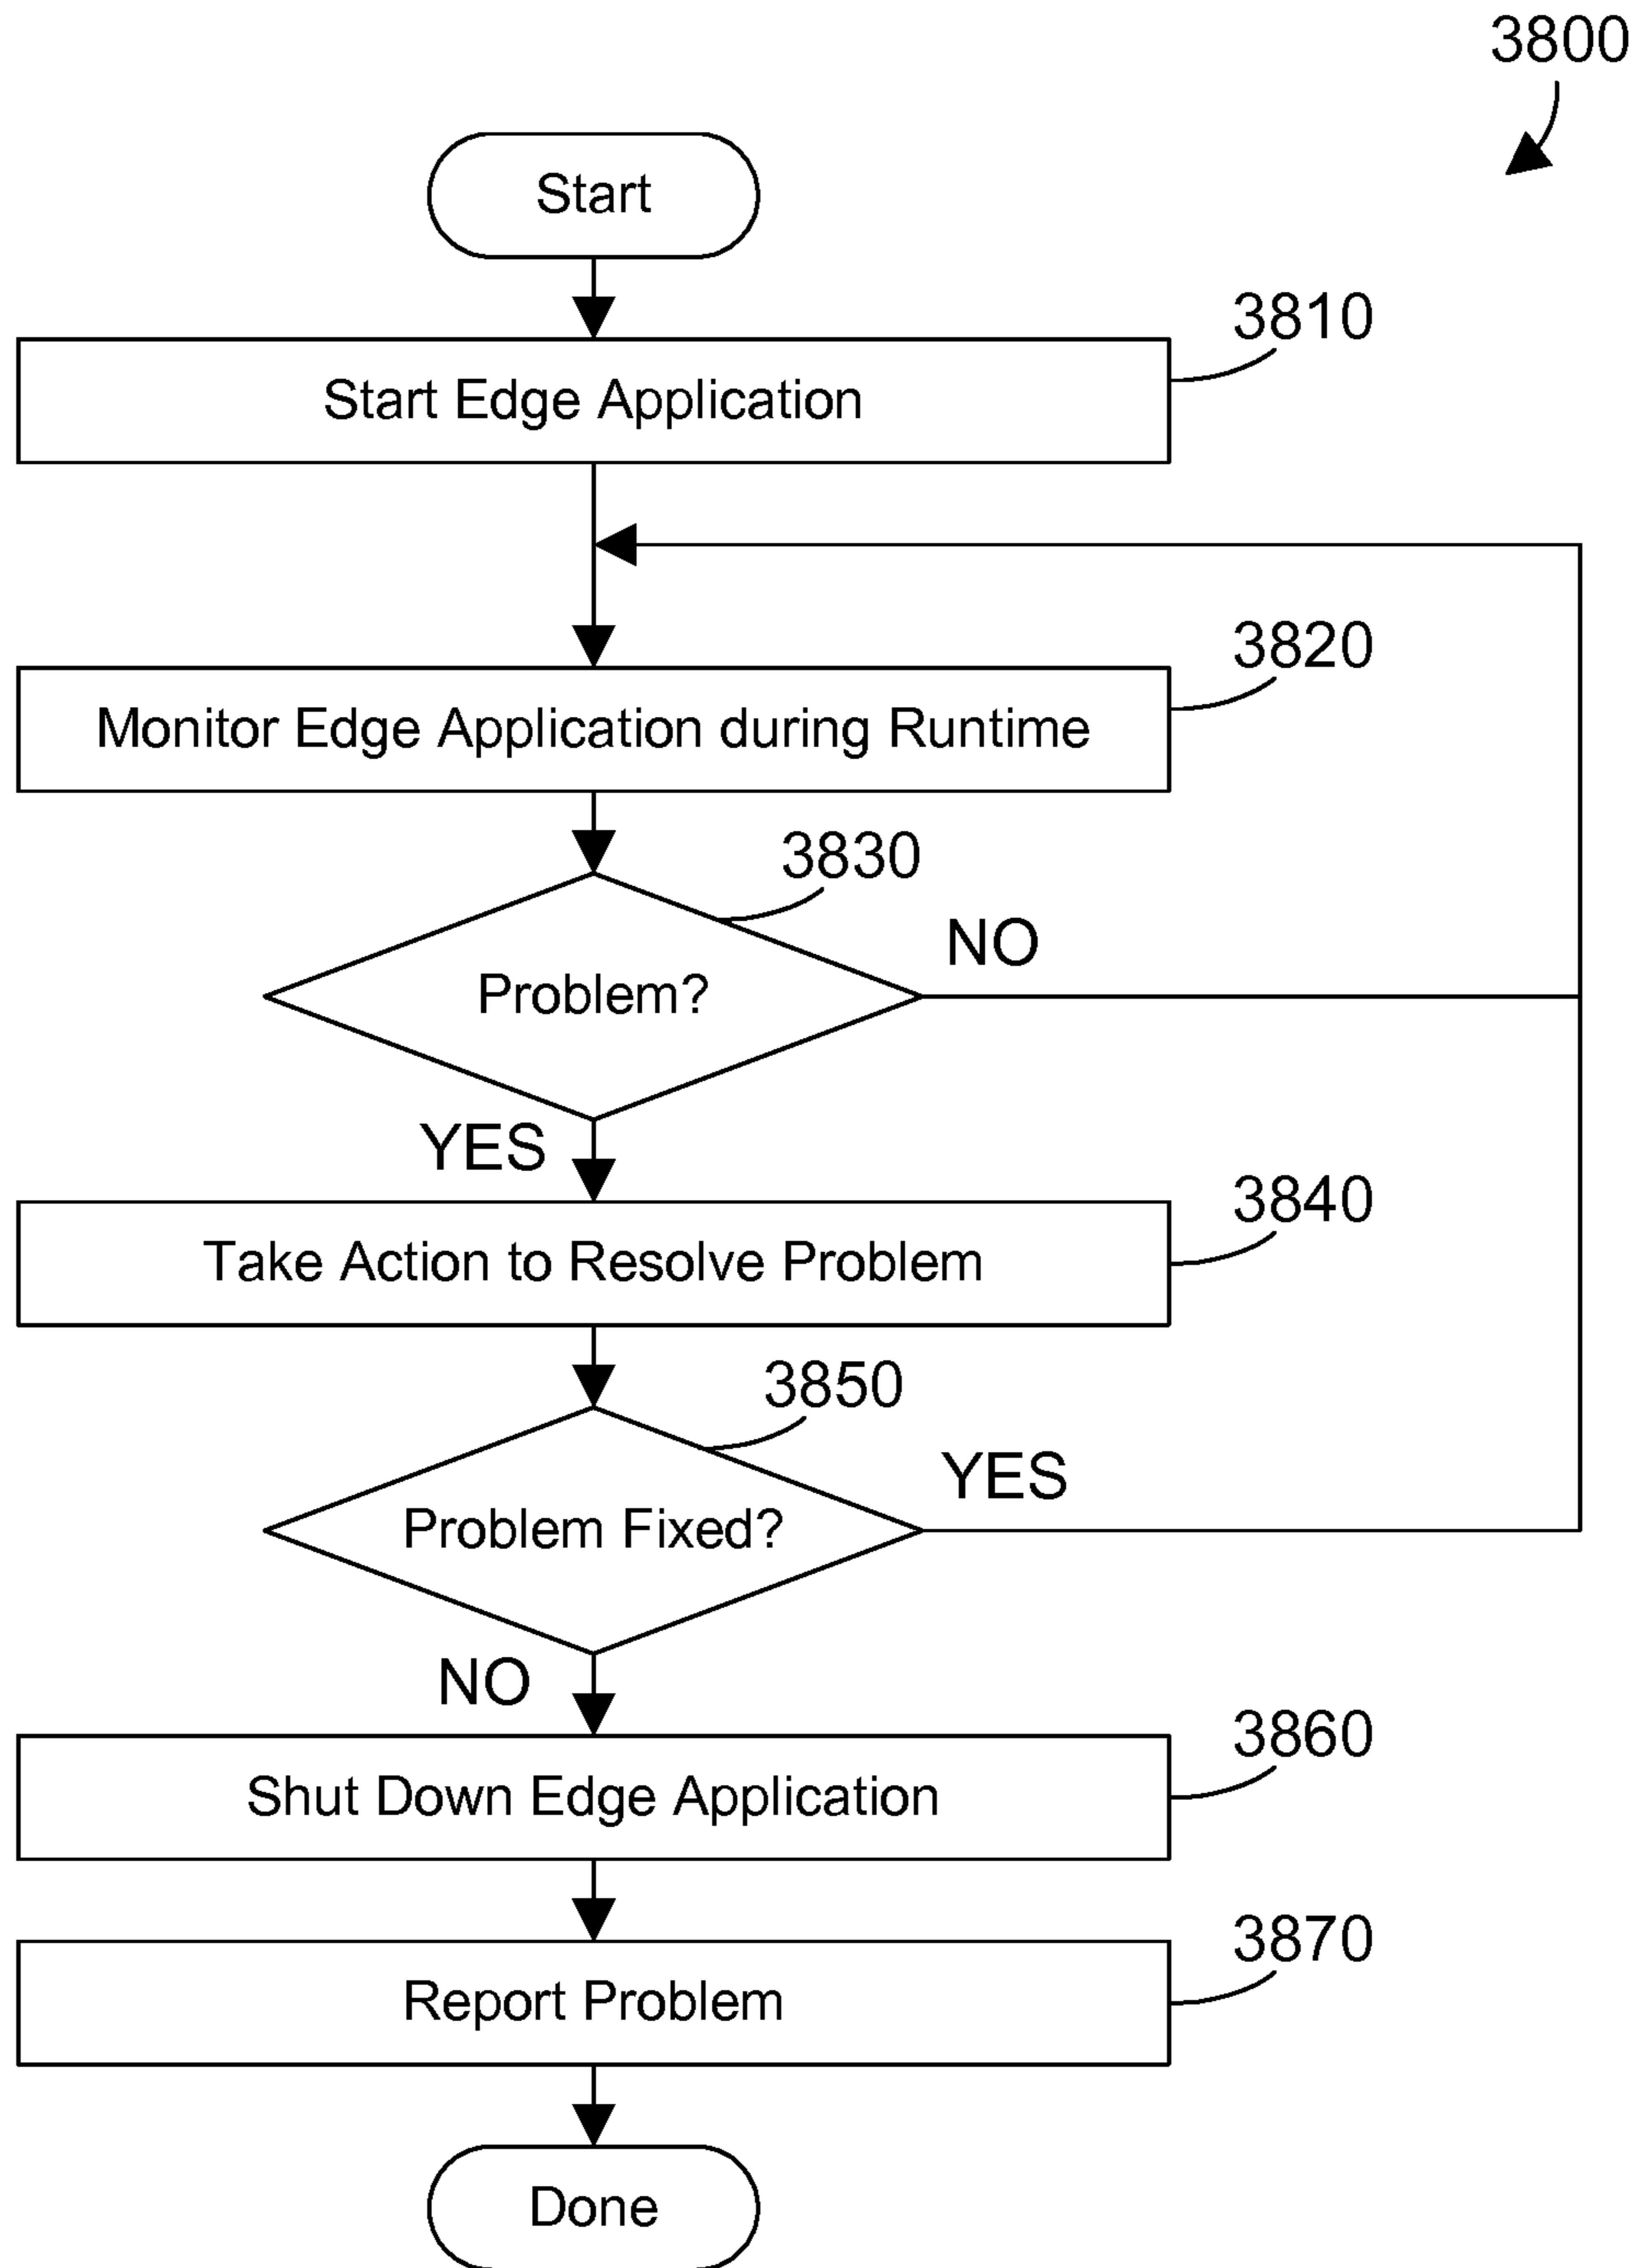 3800
Start
3810
Start Edge Application
3820
Monitor Edge Application during Runtime
3830
NO
Problem?
YES
3840
Take Action to Resolve Problem
3850
YES
Problem Fixed?
NO
3860
Shut Down Edge Application
3870
Report Problem
Done